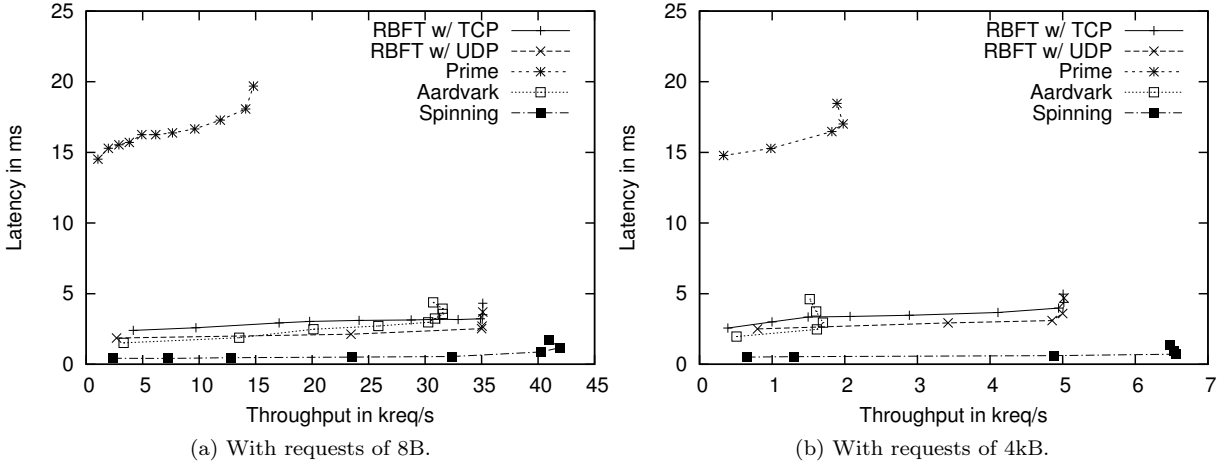 25
20
15
10
5
0
Latency in ms
0 5 10 15 20 25 30 35 40 45
Throughput in kreq/s
RBFT w/ TCP
RBFT w/ UDP
Prime
Aardvark
Spinning
(a) With requests of 8B.
25
20
15
10
5
0
Latency in ms
0 1 2 3 4 5 6 7
Throughput in kreq/s
RBFT w/ TCP
RBFT w/ UDP
Prime
Aardvark
Spinning
(b) With requests of 4kB.